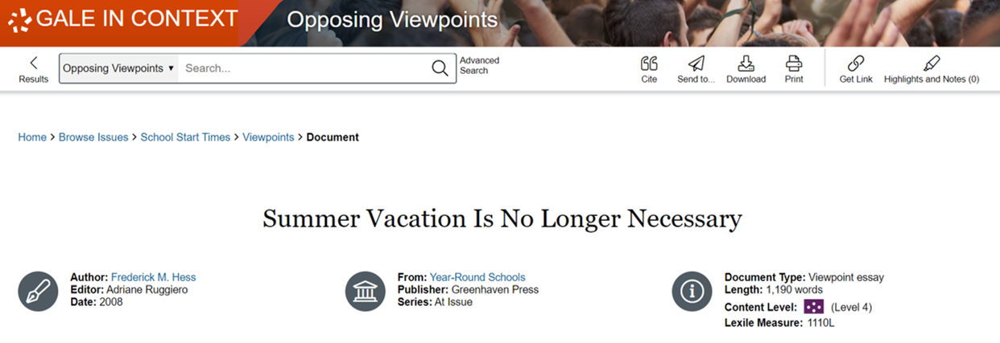 GALE IN CONTEXT Opposing Viewpoints
Results
Opposing Viewpoints ▾ Search...
Advanced
Search
Cite Send to... Download Print Get Link Highlights and Notes (0)
Home > Browse Issues > School Start Times > Viewpoints > Document
Summer Vacation Is No Longer Necessary
Author: Frederick M. Hess
Editor: Adriane Ruggiero
Date: 2008
From: Year-Round Schools
Publisher: Greenhaven Press
Series: At Issue
Document Type: Viewpoint essay
Length: 1,190 words
Content Level: (Level 4)
Lexile Measure: 1110L